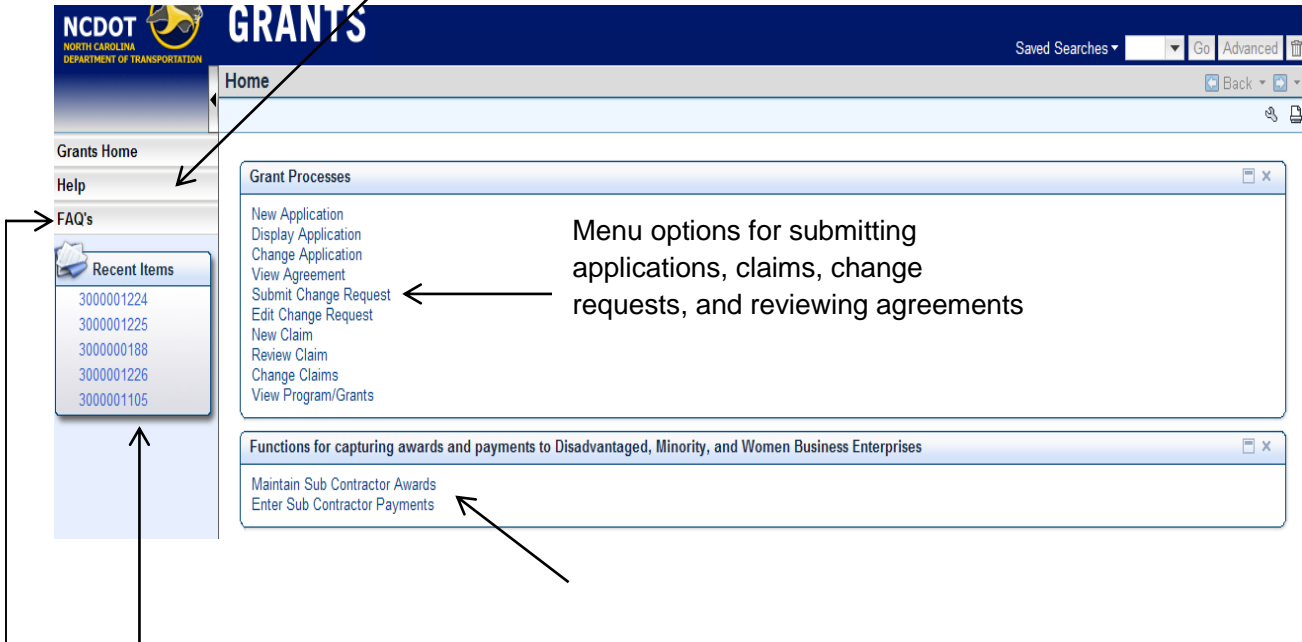 NCDOT
NORTH CAROLINA
DEPARTMENT OF TRANSPORTATION
GRANTS
Saved Searches
Go
Advanced
Home
Back
Grants Home
Help
FAQ's
Recent Items
3000001224
3000001225
3000000188
3000001226
3000001105
Grant Processes
New Application
Display Application
Change Application
View Agreement
Submit Change Request
Edit Change Request
New Claim
Review Claim
Change Claims
View Program/Grants
Menu options for submitting
applications, claims, change
requests, and reviewing agreements
Functions for capturing awards and payments to Disadvantaged, Minority, and Women Business Enterprises
Maintain Sub Contractor Awards
Enter Sub Contractor Payments